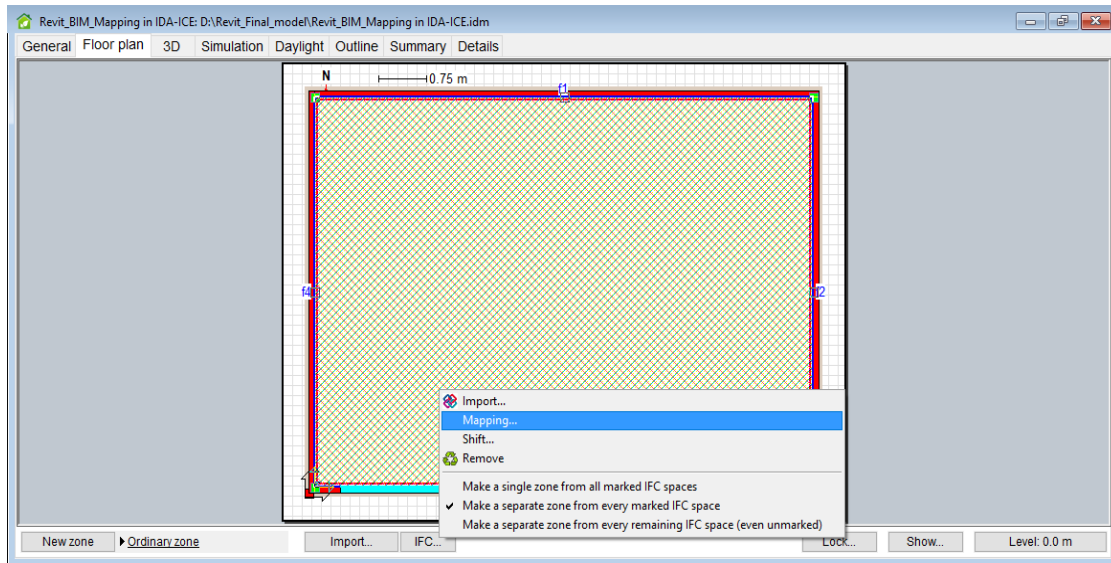 Revit_BIM_Mapping in IDA-ICE: D:\Revit_Final_model\Revit_BIM_Mapping in IDA-ICE.idm
General Floor plan 3D Simulation Daylight Outline Summary Details
N 0.75 m
f1
f4 f2
Import...
Mapping...
Shift...
Remove
Make a single zone from all marked IFC spaces
Make a separate zone from every marked IFC space
Make a separate zone from every remaining IFC space (even unmarked)
New zone Ordinary zone Import... IFC... Lock... Show... Level: 0.0 m